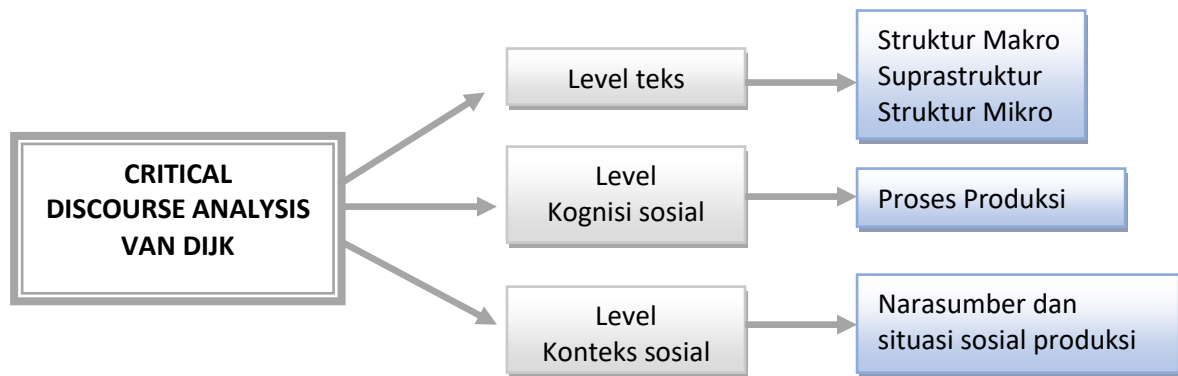 CRITICAL
DISCOURSE ANALYSIS
VAN DIJK
Level teks
Struktur Makro
Suprastruktur
Struktur Mikro
Level
Kognisi sosial
Proses Produksi
Level
Konteks sosial
Narasumber dan
situasi sosial produksi